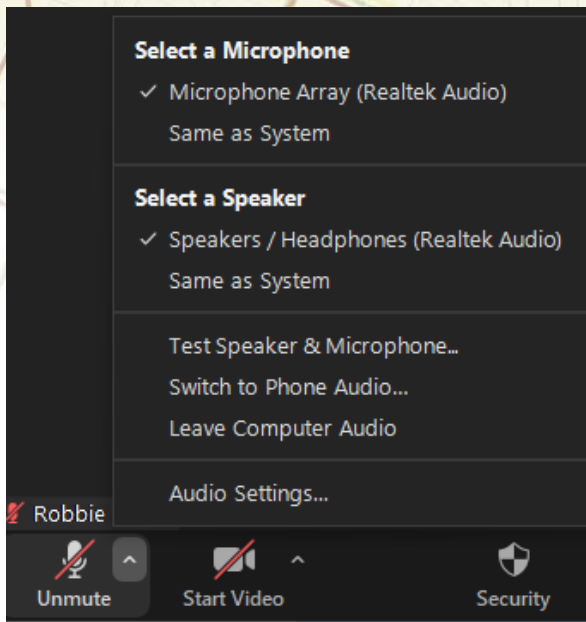 Select a Microphone
✓ Microphone Array (Realtek Audio)
Same as System
Select a Speaker
✓ Speakers / Headphones (Realtek Audio)
Same as System
Test Speaker & Microphone...
Switch to Phone Audio...
Leave Computer Audio
Audio Settings...
Robbie
Unmute
Start Video
Security